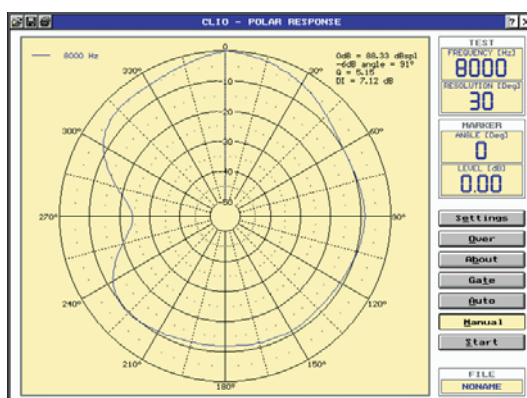 CLIO - POLAR RESPONSE
? ×
8000 Hz
0dB = 88.33 dBspl
-6dB angle = 91°
Q = 5.15
DI = 7.12 dB
0
330°
30°
10
300°
60°
20
30
40
50
270°
90°
240°
120°
210°
150°
180°
TEST
FREQUENCY [Hz]
8000
RESOLUTION [Deg]
30
MARKER
ANGLE [Deg]
0
LEVEL [dB]
0.00
Settings
Over
About
Gate
Auto
Manual
Start
FILE
NONAME